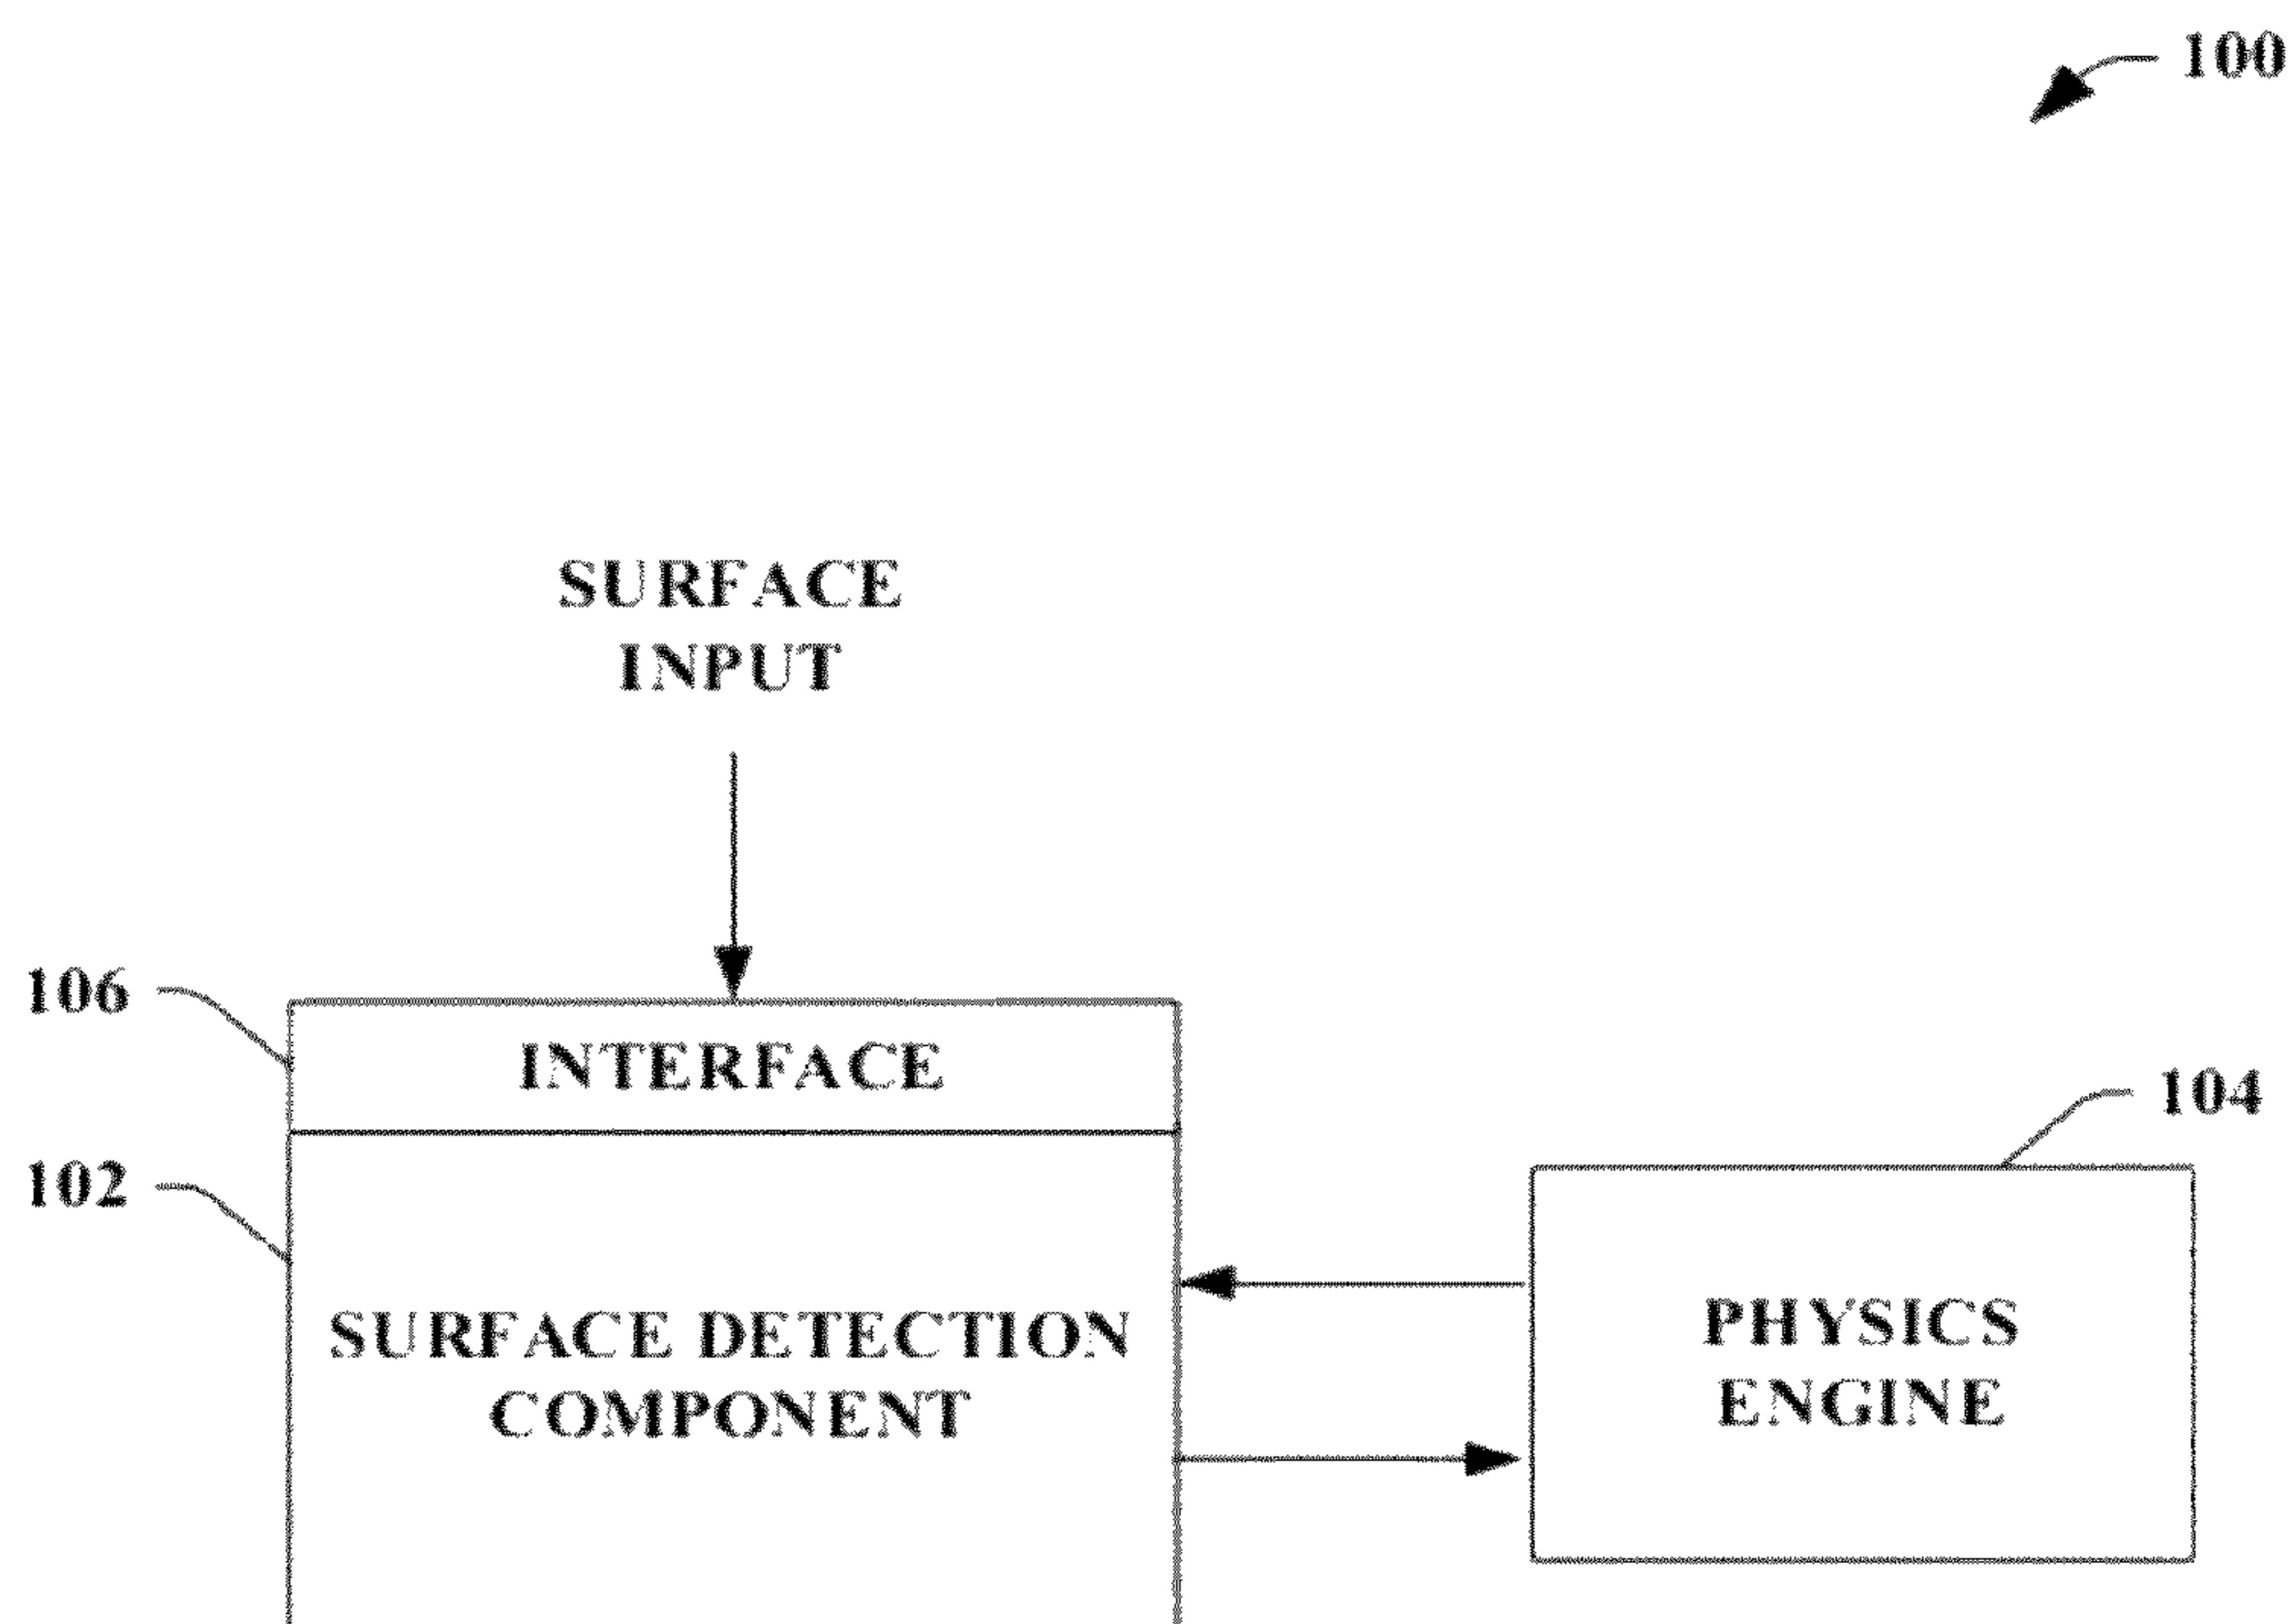 100
SURFACE
INPUT
106
INTERFACE
104
102
SURFACE DETECTION
COMPONENT
PHYSICS
ENGINE